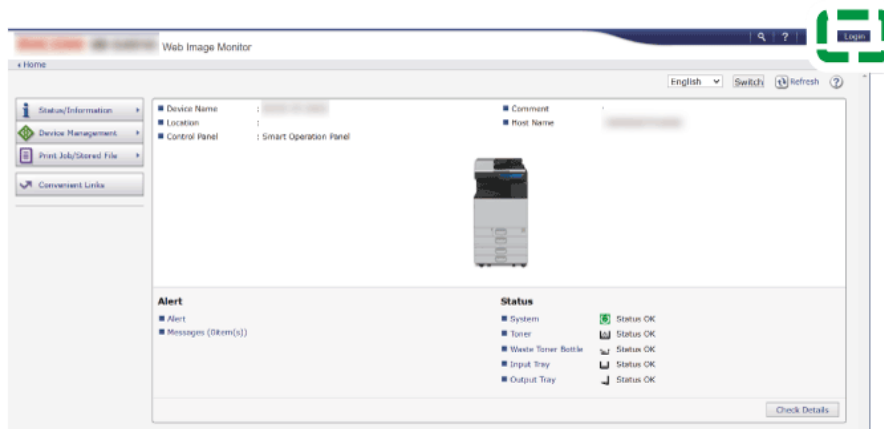 Web Image Monitor
?
Login
Home
English
Switch
Refresh
?
Status/Information
Device Management
Print Job/Stored File
Convenient Links
Device Name :
Location :
Control Panel : Smart Operation Panel
Comment :
Host Name
Alert
Alert
Messages (0item(s))
Status
System Status OK
Toner Status OK
Waste Toner Bottle Status OK
Input Tray Status OK
Output Tray Status OK
Check Details